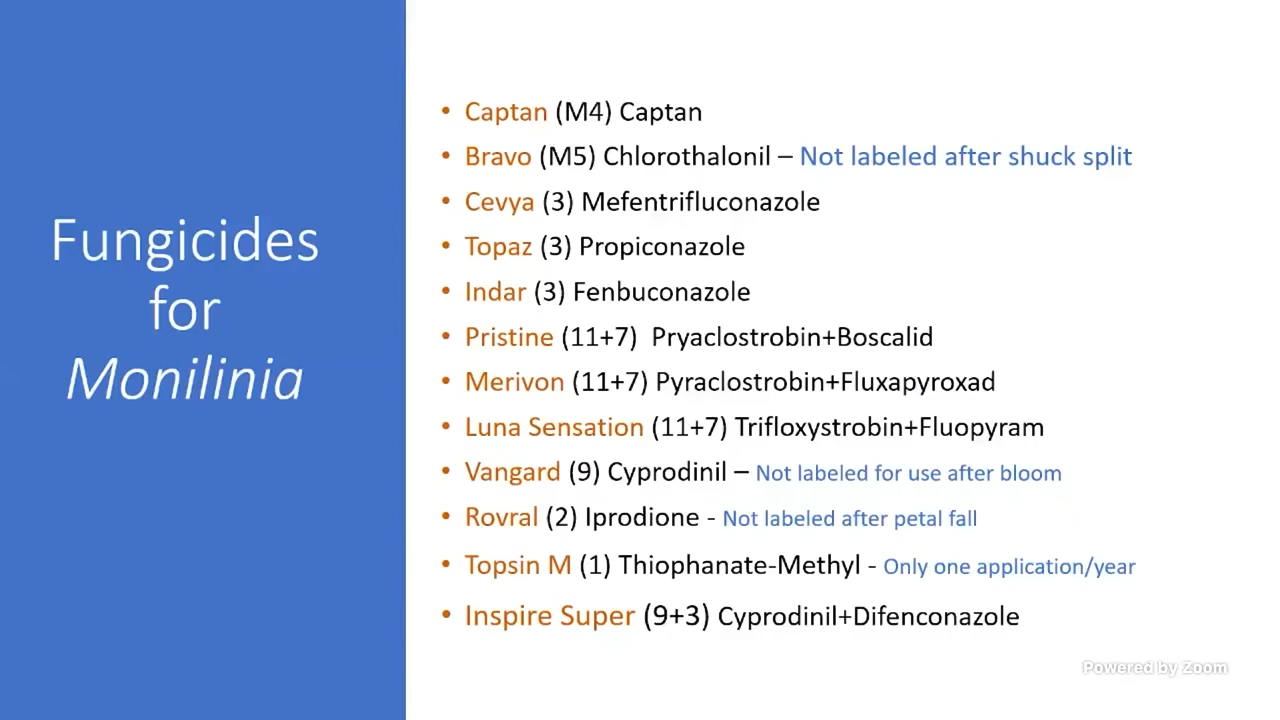 Fungicides
for
Monilinia
• Captan (M4) Captan
• Bravo (M5) Chlorothalonil – Not labeled after shuck split
• Cevya (3) Mefentrifluconazole
• Topaz (3) Propiconazole
• Indar (3) Fenbuconazole
• Pristine (11+7)  Pryaclostrobin+Boscalid
• Merivon (11+7) Pyraclostrobin+Fluxapyroxad
• Luna Sensation (11+7) Trifloxystrobin+Fluopyram
• Vangard (9) Cyprodinil – Not labeled for use after bloom
• Rovral (2) Iprodione - Not labeled after petal fall
• Topsin M (1) Thiophanate-Methyl - Only one application/year
• Inspire Super (9+3) Cyprodinil+Difenconazole
Powered by Zoom